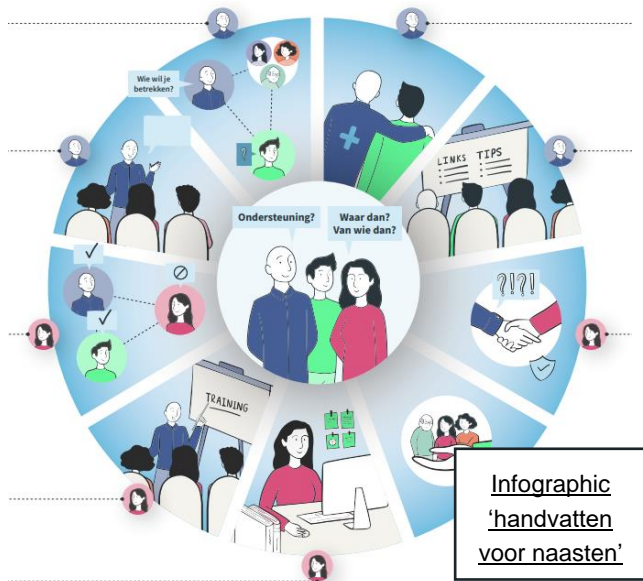 Wie wil je
betrekken?
?
LINKS TIPS
Ondersteuning?
Waar dan?
Van wie dan?
?!?!
TRAINING
Infographic
‘handvatten
voor naasten’